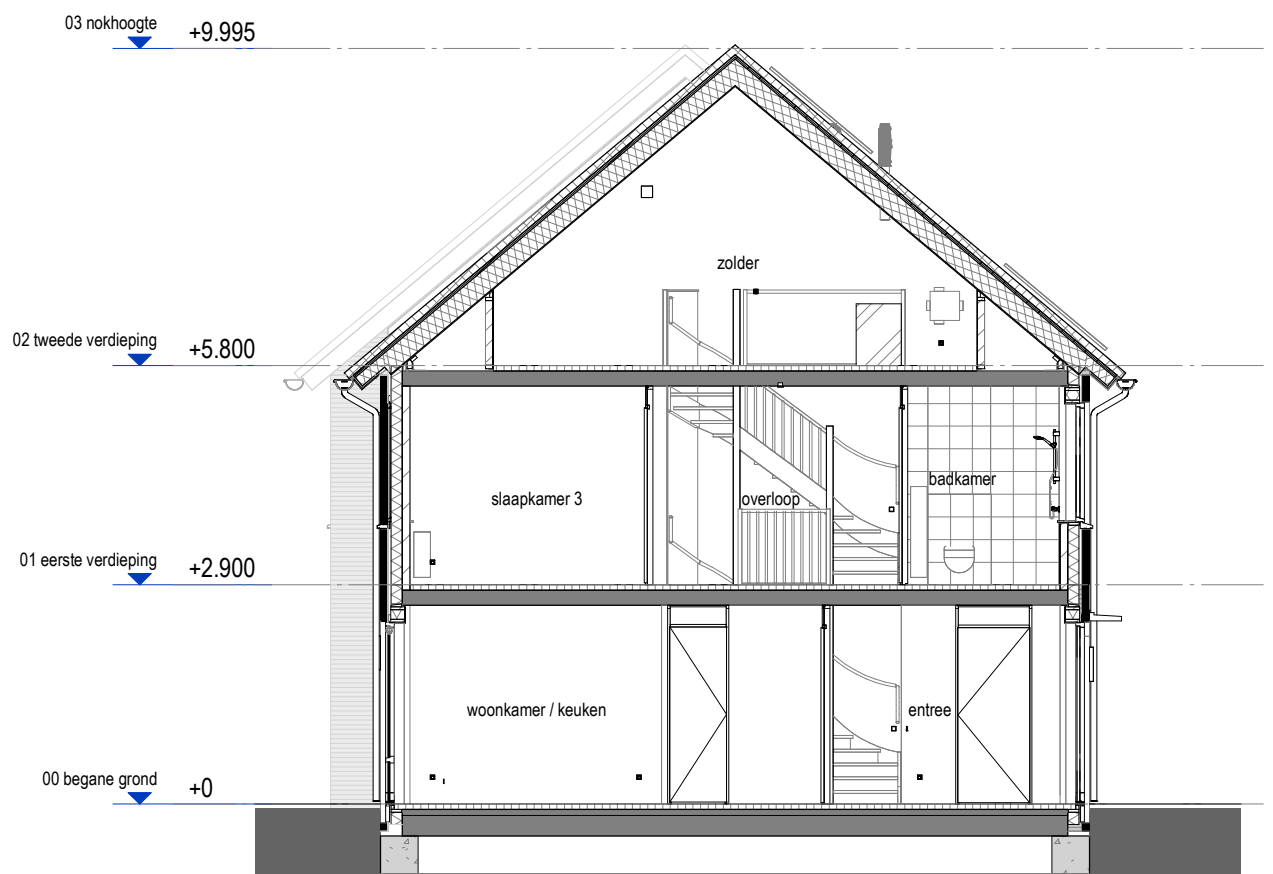 03 nokhoogte
+9.995
zolder
02 tweede verdieping
+5.800
slaapkamer 3
overloop
badkamer
01 eerste verdieping
+2.900
woonkamer / keuken
entree
00 begane grond
+0